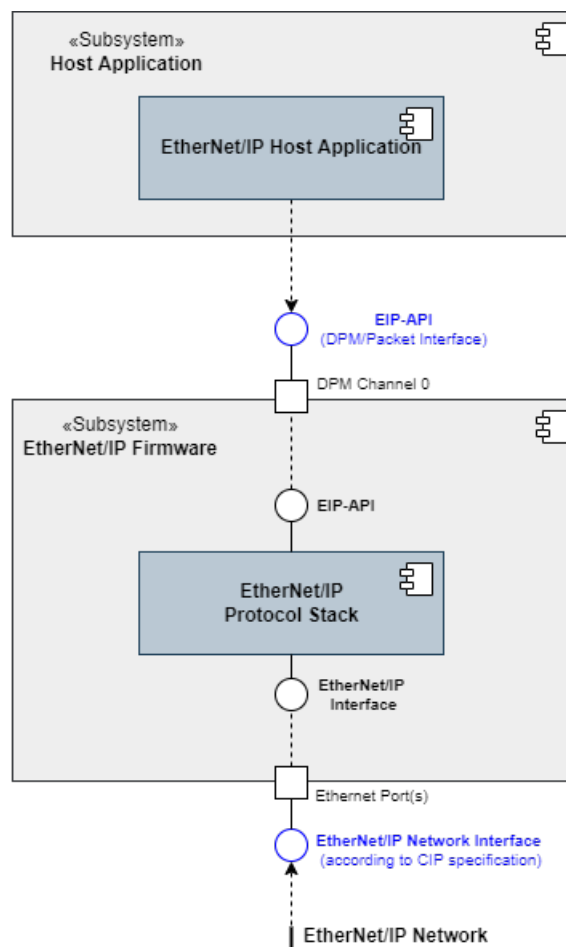 «Subsystem»
Host Application
EtherNet/IP Host Application
EIP-API
(DPM/Packet Interface)
DPM Channel 0
«Subsystem»
EtherNet/IP Firmware
EIP-API
EtherNet/IP
Protocol Stack
EtherNet/IP
Interface
Ethernet Port(s)
EtherNet/IP Network Interface
(according to CIP specification)
EtherNet/IP Network